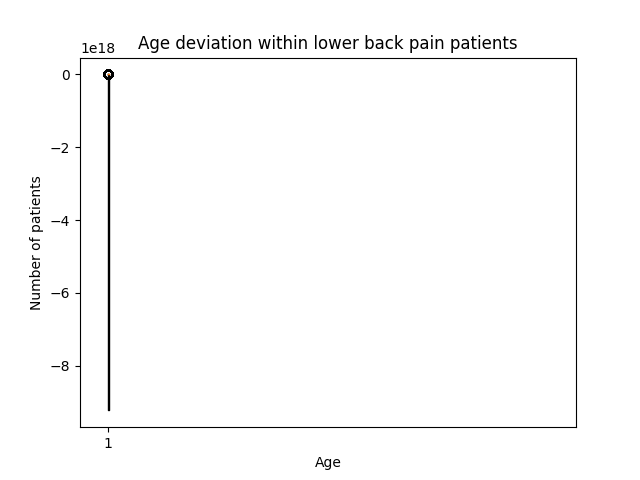 Age deviation within lower back pain patients
1e18
0
−2
−4
−6
−8
Number of patients
1
Age